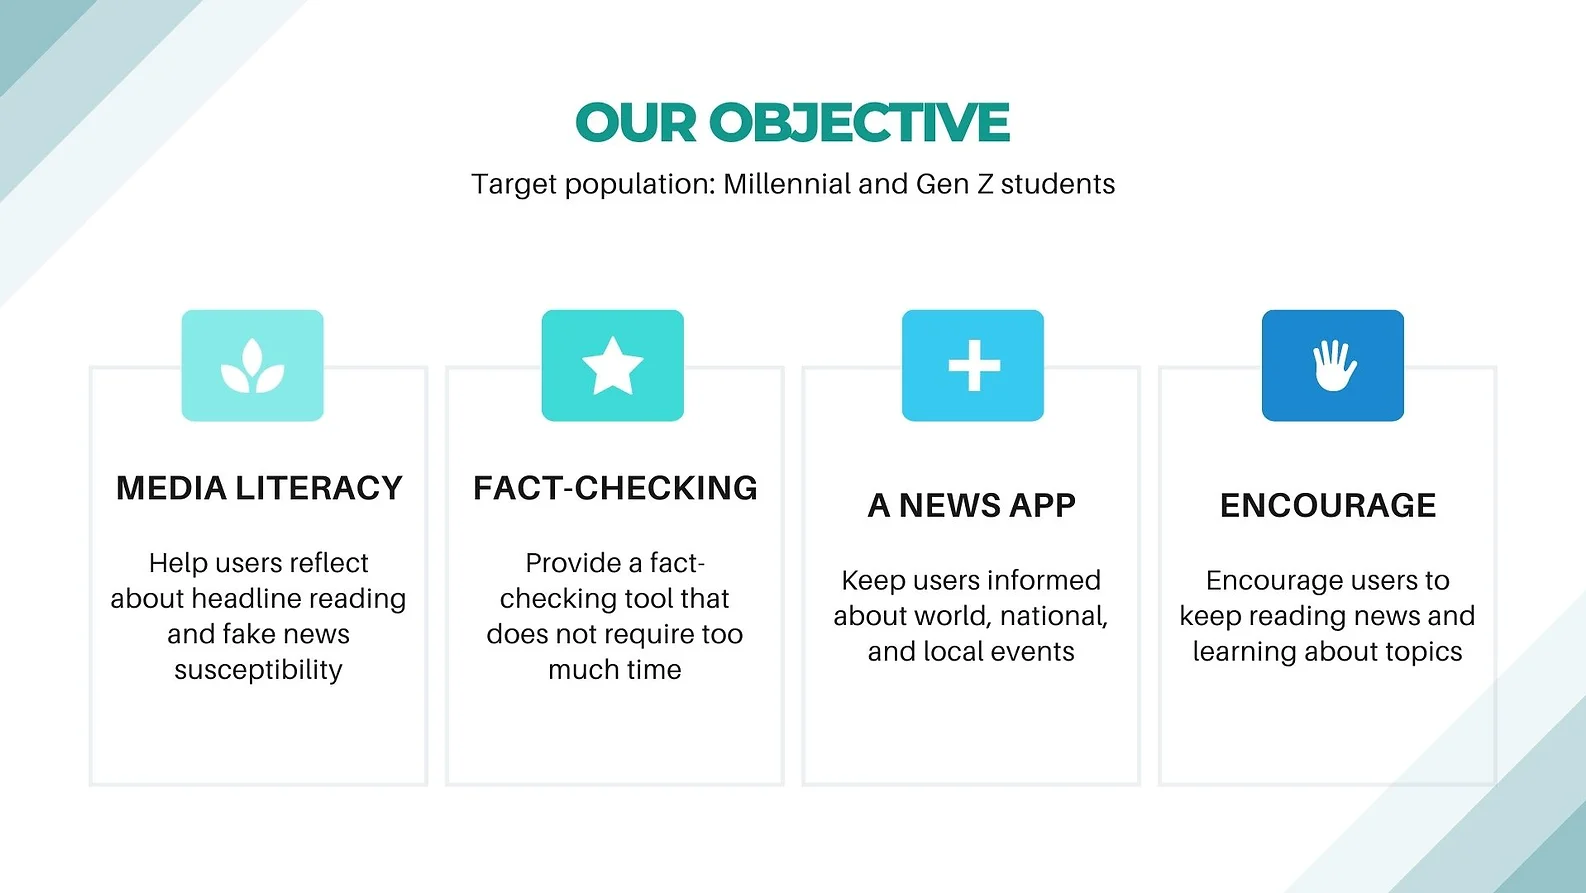 OUR OBJECTIVE
Target population: Millennial and Gen Z students
MEDIA LITERACY
Help users reflect
about headline reading
and fake news
susceptibility
FACT-CHECKING
Provide a fact-
checking tool that
does not require too
much time
A NEWS APP
Keep users informed
about world, national,
and local events
ENCOURAGE
Encourage users to
keep reading news and
learning about topics